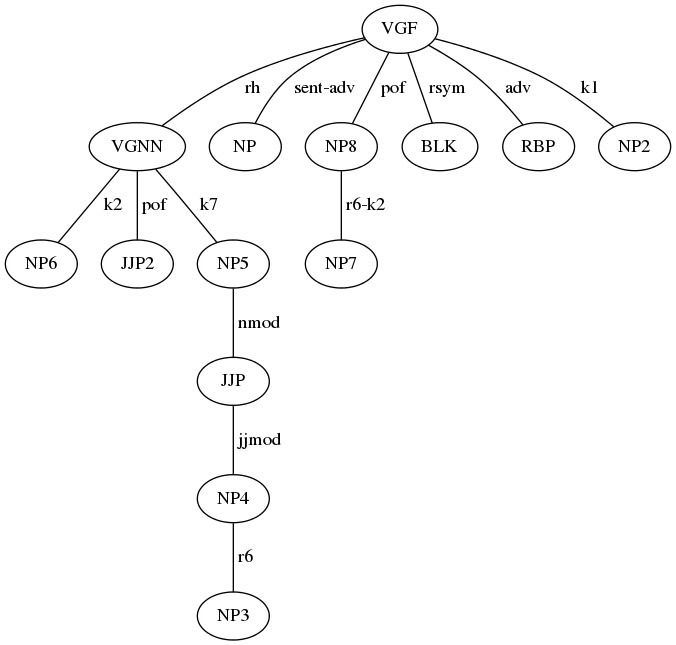 VGF
rh
sent-adv
pof
rsym
adv
k1
VGNN
NP
NP8
BLK
RBP
NP2
k2
pof
k7
r6-k2
NP6
JJP2
NP5
NP7
nmod
JJP
jjmod
NP4
r6
NP3